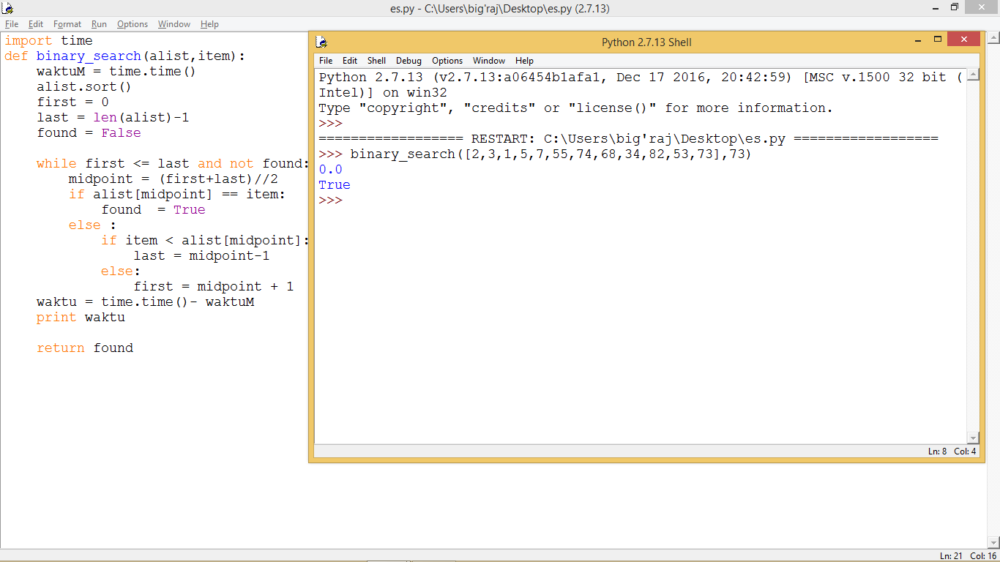 es.py - C:\Users\big'raj\Desktop\es.py (2.7.13)
File Edit Format Run Options Window Help
import time
def binary_search(alist,item):
    waktuM = time.time()
    alist.sort()
    first = 0
    last = len(alist)-1
    found = False

    while first <= last and not found:
        midpoint = (first+last)//2
        if alist[midpoint] == item:
            found  = True
        else :
            if item < alist[midpoint]:
                last = midpoint-1
            else:
                first = midpoint + 1
    waktu = time.time()- waktuM
    print waktu

    return found
Python 2.7.13 Shell
File Edit Shell Debug Options Window Help
Python 2.7.13 (v2.7.13:a06454b1afa1, Dec 17 2016, 20:42:59) [MSC v.1500 32 bit (
Intel)] on win32
Type "copyright", "credits" or "license()" for more information.
>>>
================== RESTART: C:\Users\big'raj\Desktop\es.py ==================
>>> binary_search([2,3,1,5,7,55,74,68,34,82,53,73],73)
0.0
True
>>>
Ln: 8 Col: 4
Ln: 21 Col: 16